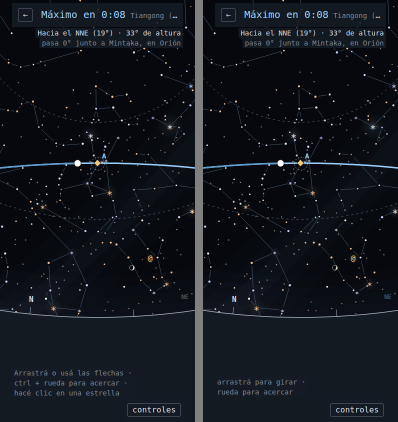 ← Máximo en 0:08 Tiangong |…
Hacia el NNE (19°) · 33° de altura
pasa 0° junto a Mintaka, en Orión
A
N
NE
Arrastrá o usá las flechas ·
ctrl + rueda para acercar ·
hacé clic en una estrella
controles
← Máximo en 0:08 Tiangong |…
Hacia el NNE (19°) · 33° de altura
pasa 0° junto a Mintaka, en Orión
N
NE
arrastrá para girar ·
rueda para acercar
controles